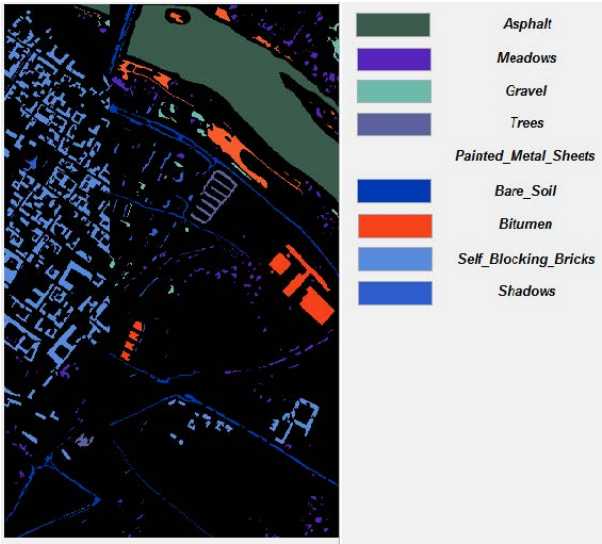 Asphalt
Meadows
Gravel
Trees
Painted_Metal_Sheets
Bare_Soil
Bitumen
Self_Blocking_Bricks
Shadows